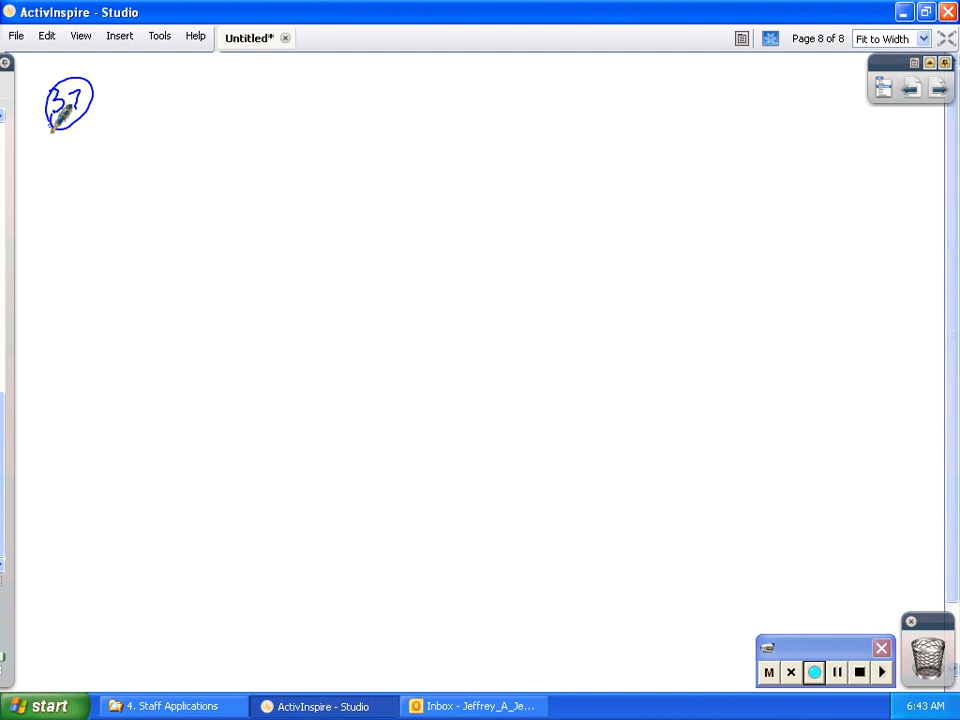 ActivInspire - Studio
File Edit View Insert Tools Help Untitled* Page 8 of 8 Fit to Width
37
M
start 4. Staff Applications ActivInspire - Studio Inbox - Jeffrey_A_Je... 6:43 AM